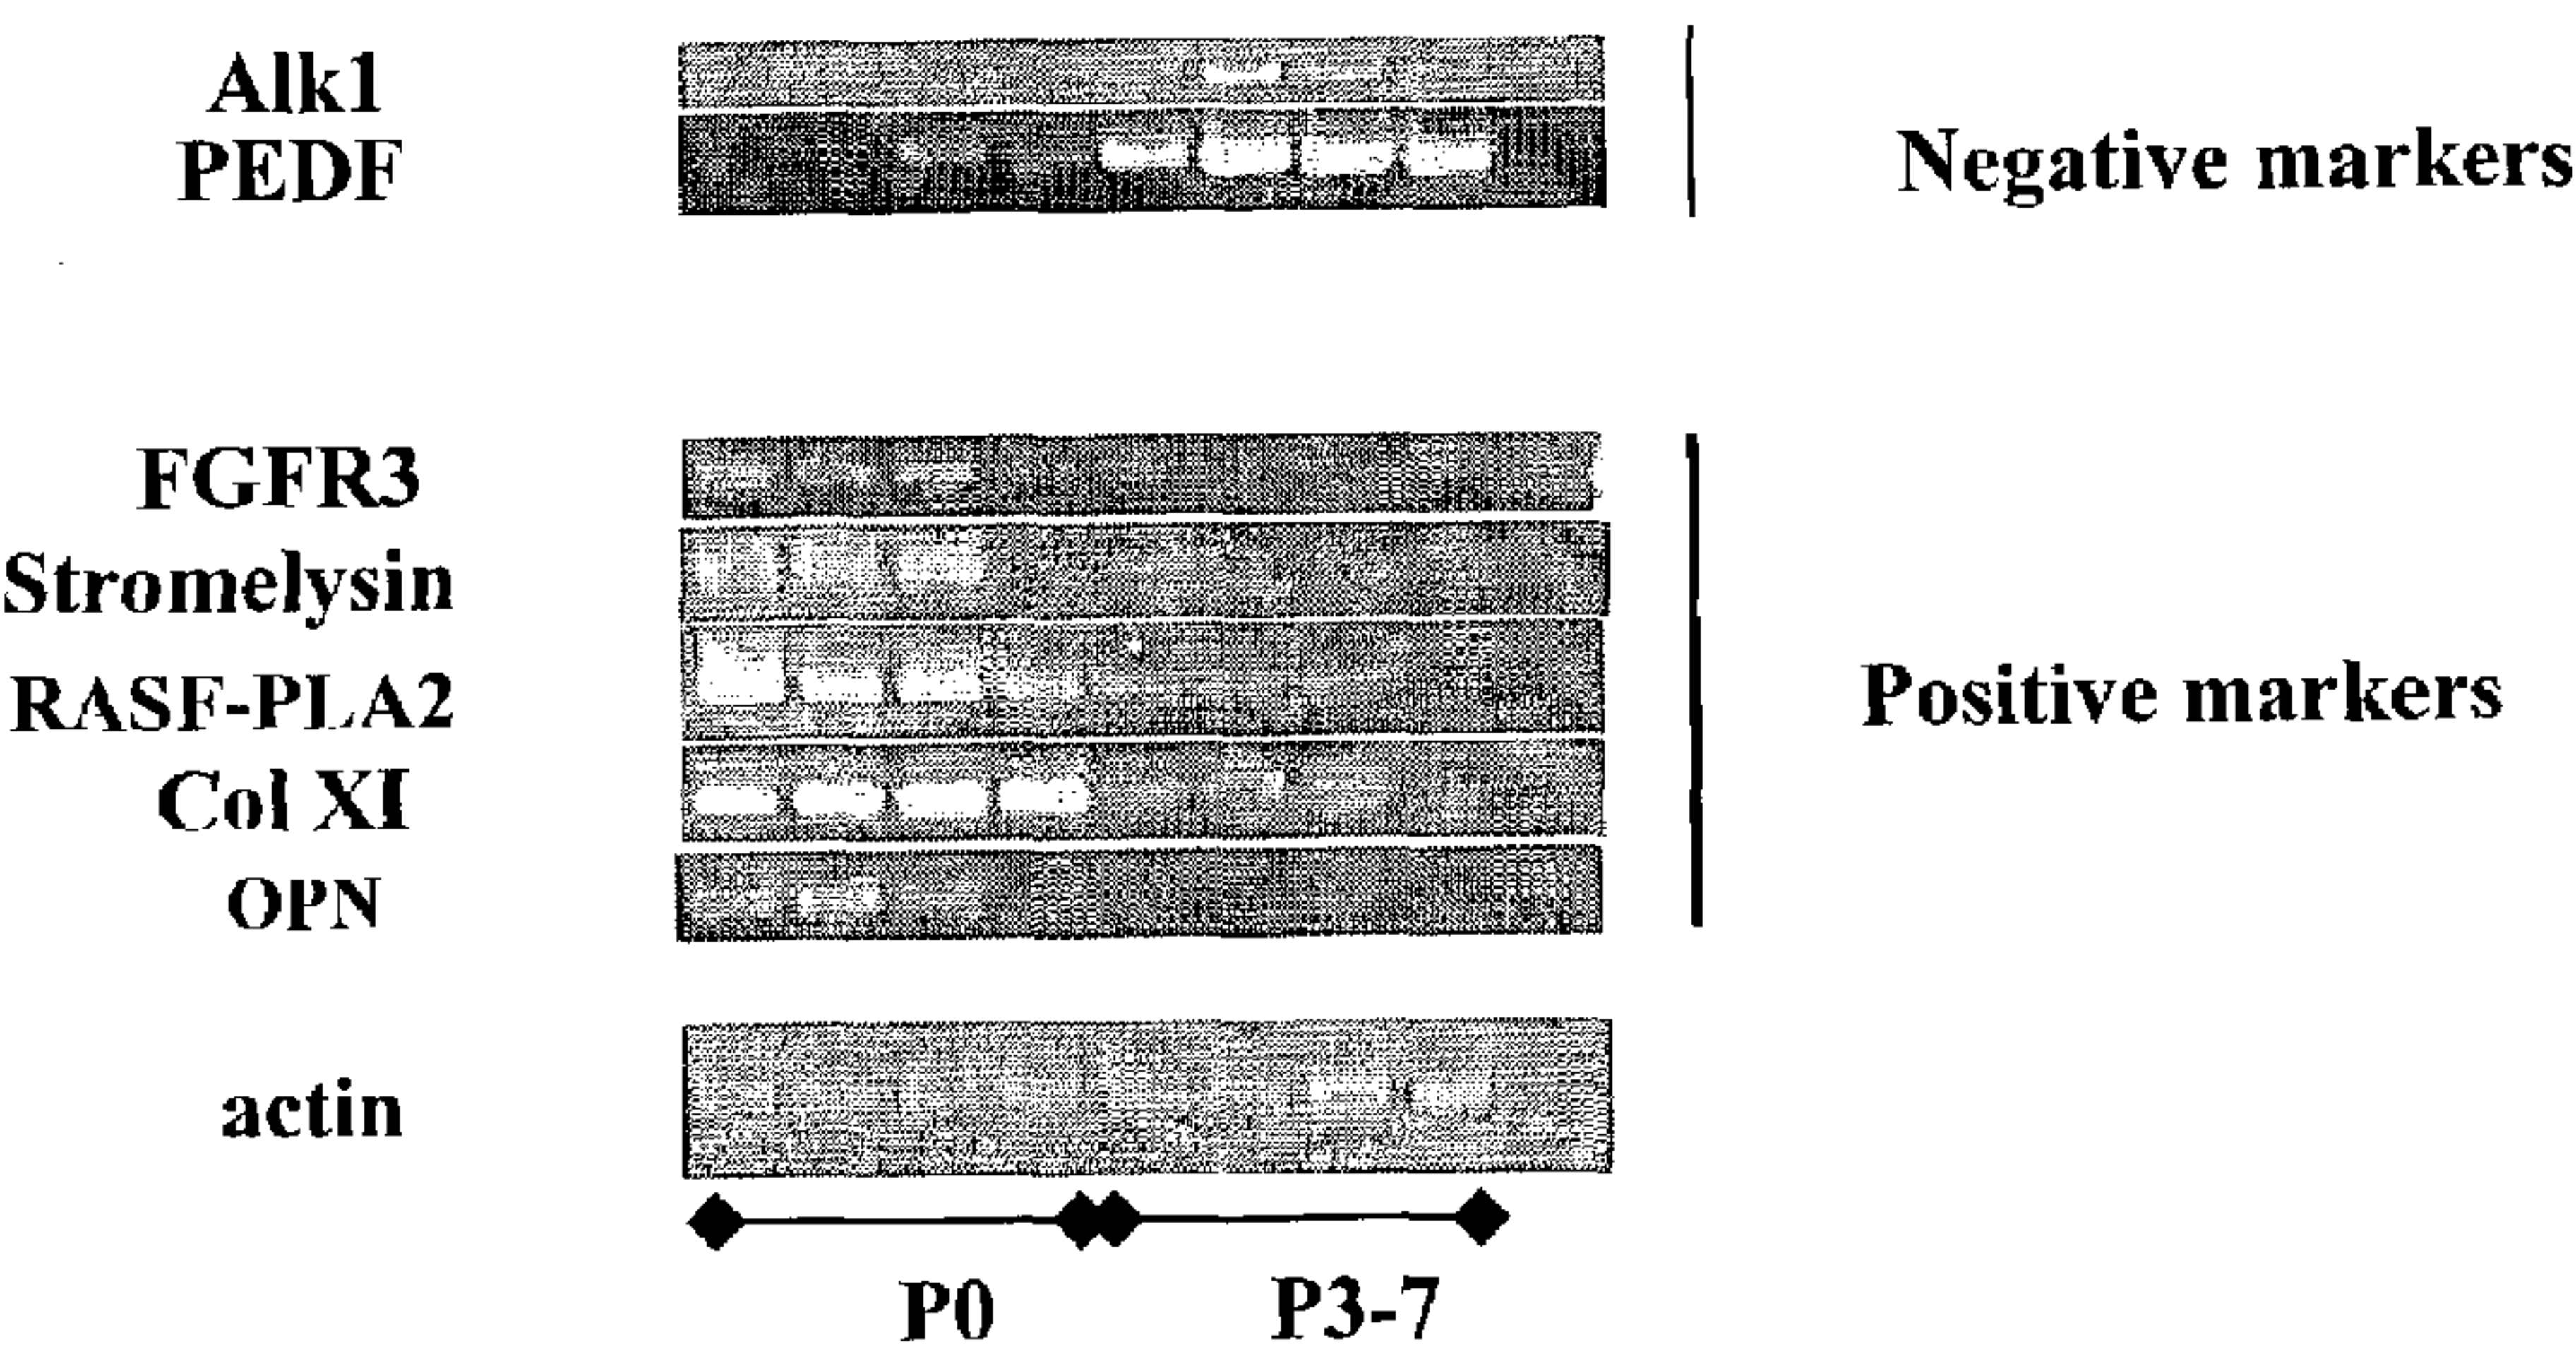 Alk1
PEDF
Negative markers
FGFR3
Stromelysin
RASF-PLA2
Positive markers
Col XI
OPN
actin
P0
P3-7